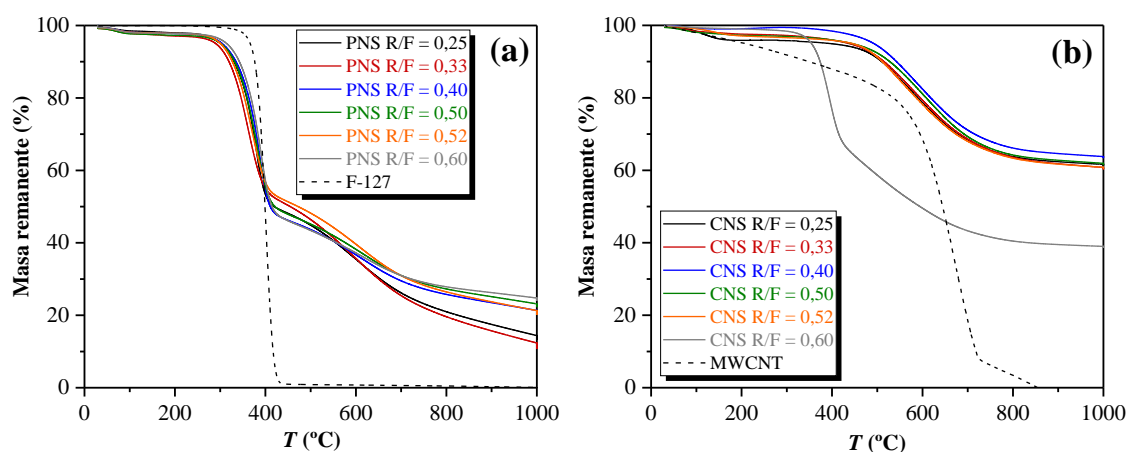 (a)
PNS R/F = 0,25
PNS R/F = 0,33
PNS R/F = 0,40
PNS R/F = 0,50
PNS R/F = 0,52
PNS R/F = 0,60
F-127
Masa remanente (%)
100
80
60
40
20
0
0 200 400 600 800 1000
T (ºC)
(b)
CNS R/F = 0,25
CNS R/F = 0,33
CNS R/F = 0,40
CNS R/F = 0,50
CNS R/F = 0,52
CNS R/F = 0,60
MWCNT
Masa remanente (%)
100
80
60
40
20
0
0 200 400 600 800 1000
T (ºC)